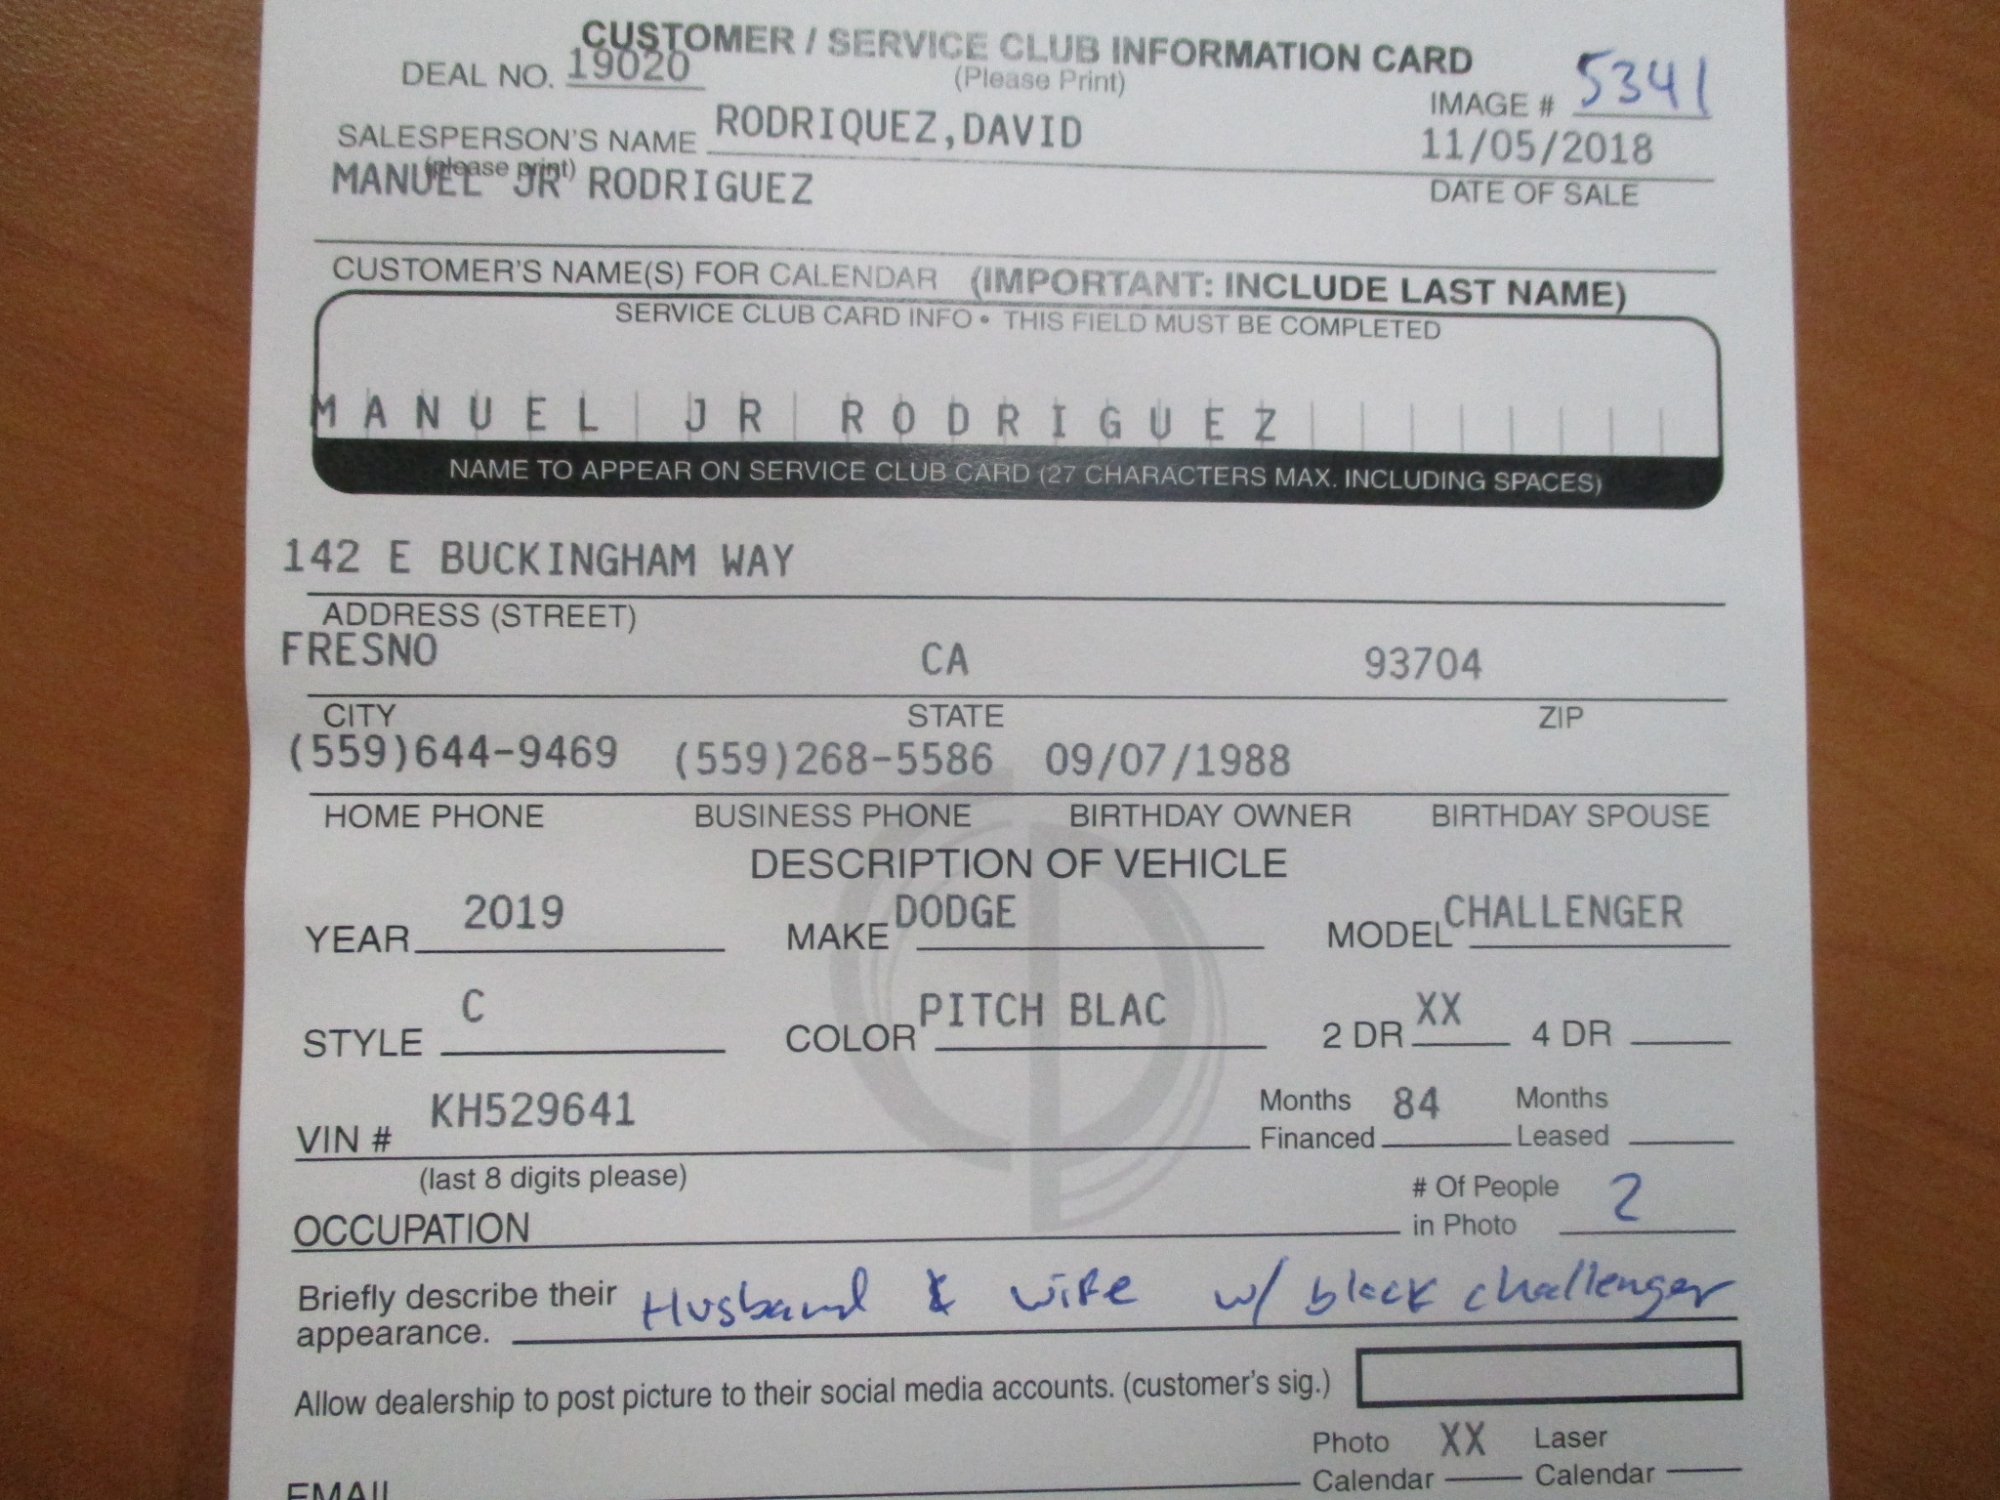 CUSTOMER / SERVICE CLUB INFORMATION CARD
DEAL NO. 19020 (Please Print) IMAGE # 5341
SALESPERSON'S NAME RODRIQUEZ,DAVID 11/05/2018
(please print) DATE OF SALE
MANUEL JR RODRIGUEZ
CUSTOMER'S NAME(S) FOR CALENDAR (IMPORTANT: INCLUDE LAST NAME)
SERVICE CLUB CARD INFO • THIS FIELD MUST BE COMPLETED
MANUEL JR RODRIGUEZ
NAME TO APPEAR ON SERVICE CLUB CARD (27 CHARACTERS MAX. INCLUDING SPACES)
142 E BUCKINGHAM WAY
ADDRESS (STREET)
FRESNO CA 93704
CITY STATE ZIP
(559)644-9469 (559)268-5586 09/07/1988
HOME PHONE BUSINESS PHONE BIRTHDAY OWNER BIRTHDAY SPOUSE
DESCRIPTION OF VEHICLE
YEAR 2019 MAKE DODGE MODEL CHALLENGER
STYLE C COLOR PITCH BLAC 2 DR XX 4 DR
VIN # KH529641 Months Financed 84 Months Leased
(last 8 digits please)
OCCUPATION # Of People in Photo 2
Briefly describe their appearance. Husband & wife w/ black challenger
Allow dealership to post picture to their social media accounts. (customer's sig.)
EMAIL Photo Calendar XX Laser Calendar